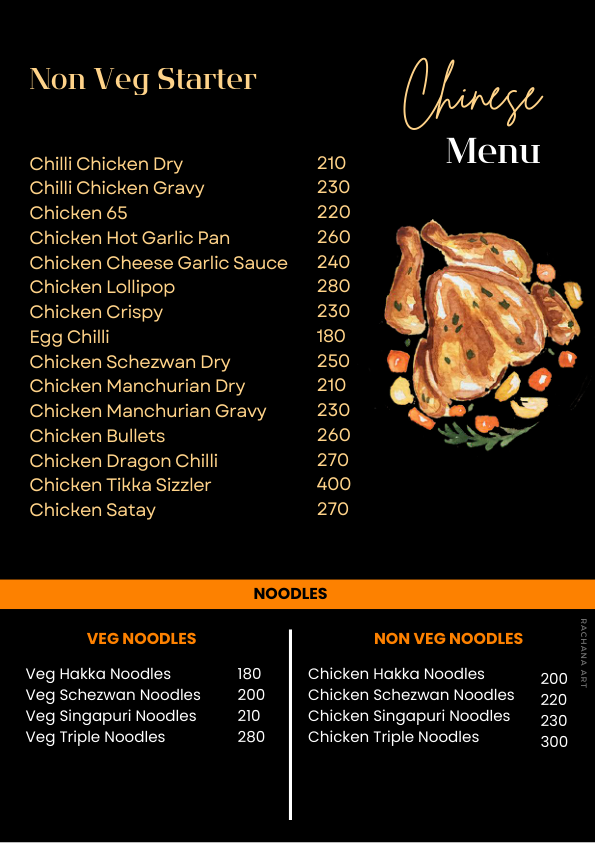 Non Veg Starter
Chinese
Menu
Chilli Chicken Dry 210
Chilli Chicken Gravy 230
Chicken 65 220
Chicken Hot Garlic Pan 260
Chicken Cheese Garlic Sauce 240
Chicken Lollipop 280
Chicken Crispy 230
Egg Chilli 180
Chicken Schezwan Dry 250
Chicken Manchurian Dry 210
Chicken Manchurian Gravy 230
Chicken Bullets 260
Chicken Dragon Chilli 270
Chicken Tikka Sizzler 400
Chicken Satay 270
NOODLES
VEG NOODLES
Veg Hakka Noodles 180
Veg Schezwan Noodles 200
Veg Singapuri Noodles 210
Veg Triple Noodles 280
NON VEG NOODLES
Chicken Hakka Noodles 200
Chicken Schezwan Noodles 220
Chicken Singapuri Noodles 230
Chicken Triple Noodles 300
RACHANA ART